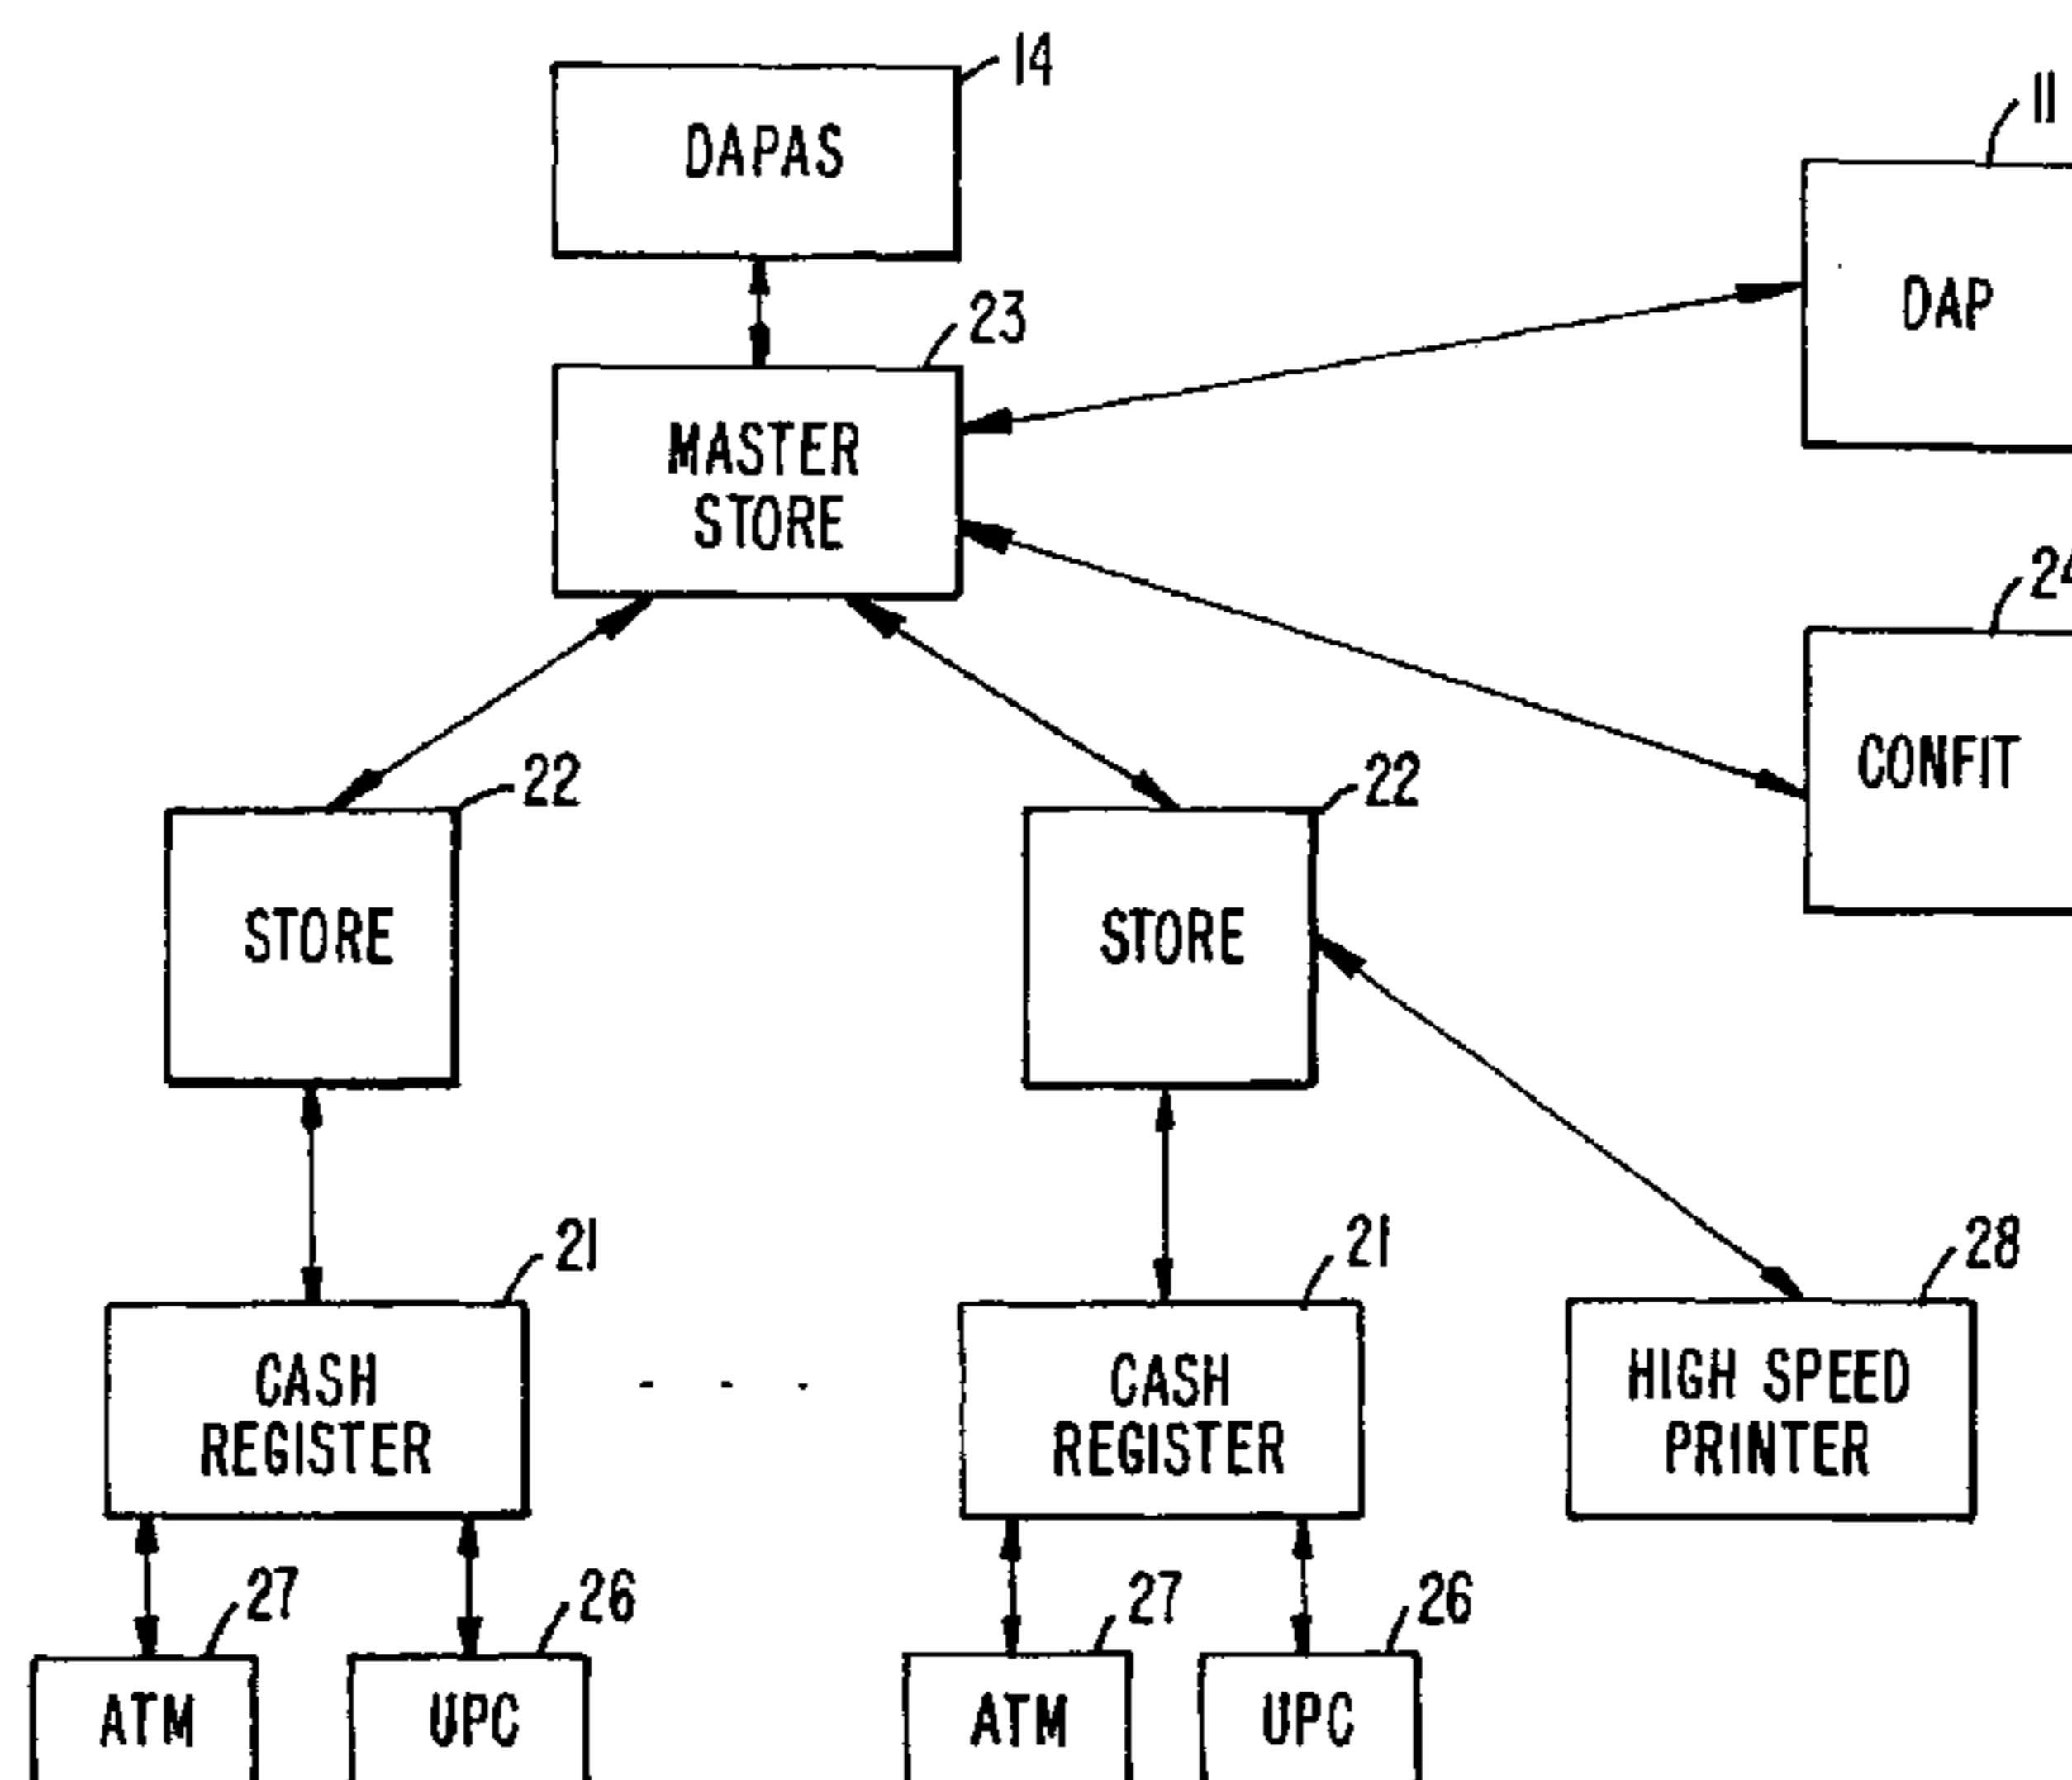 14
DAPAS
11
DAP
23
MASTER
STORE
24
CONFIT
22
STORE
22
STORE
21
CASH
REGISTER
21
CASH
REGISTER
28
HIGH SPEED
PRINTER
27
ATM
26
UPC
27
ATM
26
UPC